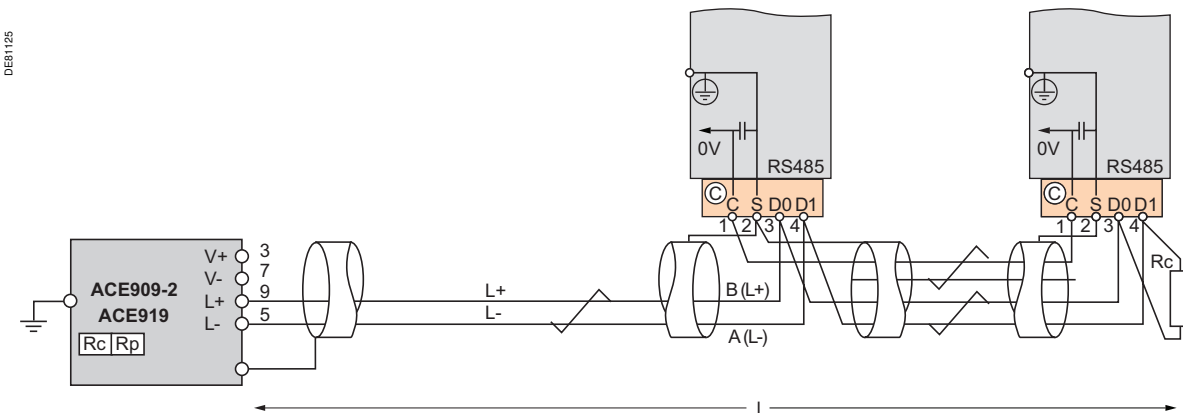 DE81125
0V
RS485
C
C S D0 D1
1 2 3 4
0V
RS485
C
C S D0 D1
1 2 3 4
Rc
ACE909-2
ACE919
Rc Rp
V+ 3
V- 7
L+ 9
L- 5
L+
L-
B (L+)
A (L-)
L